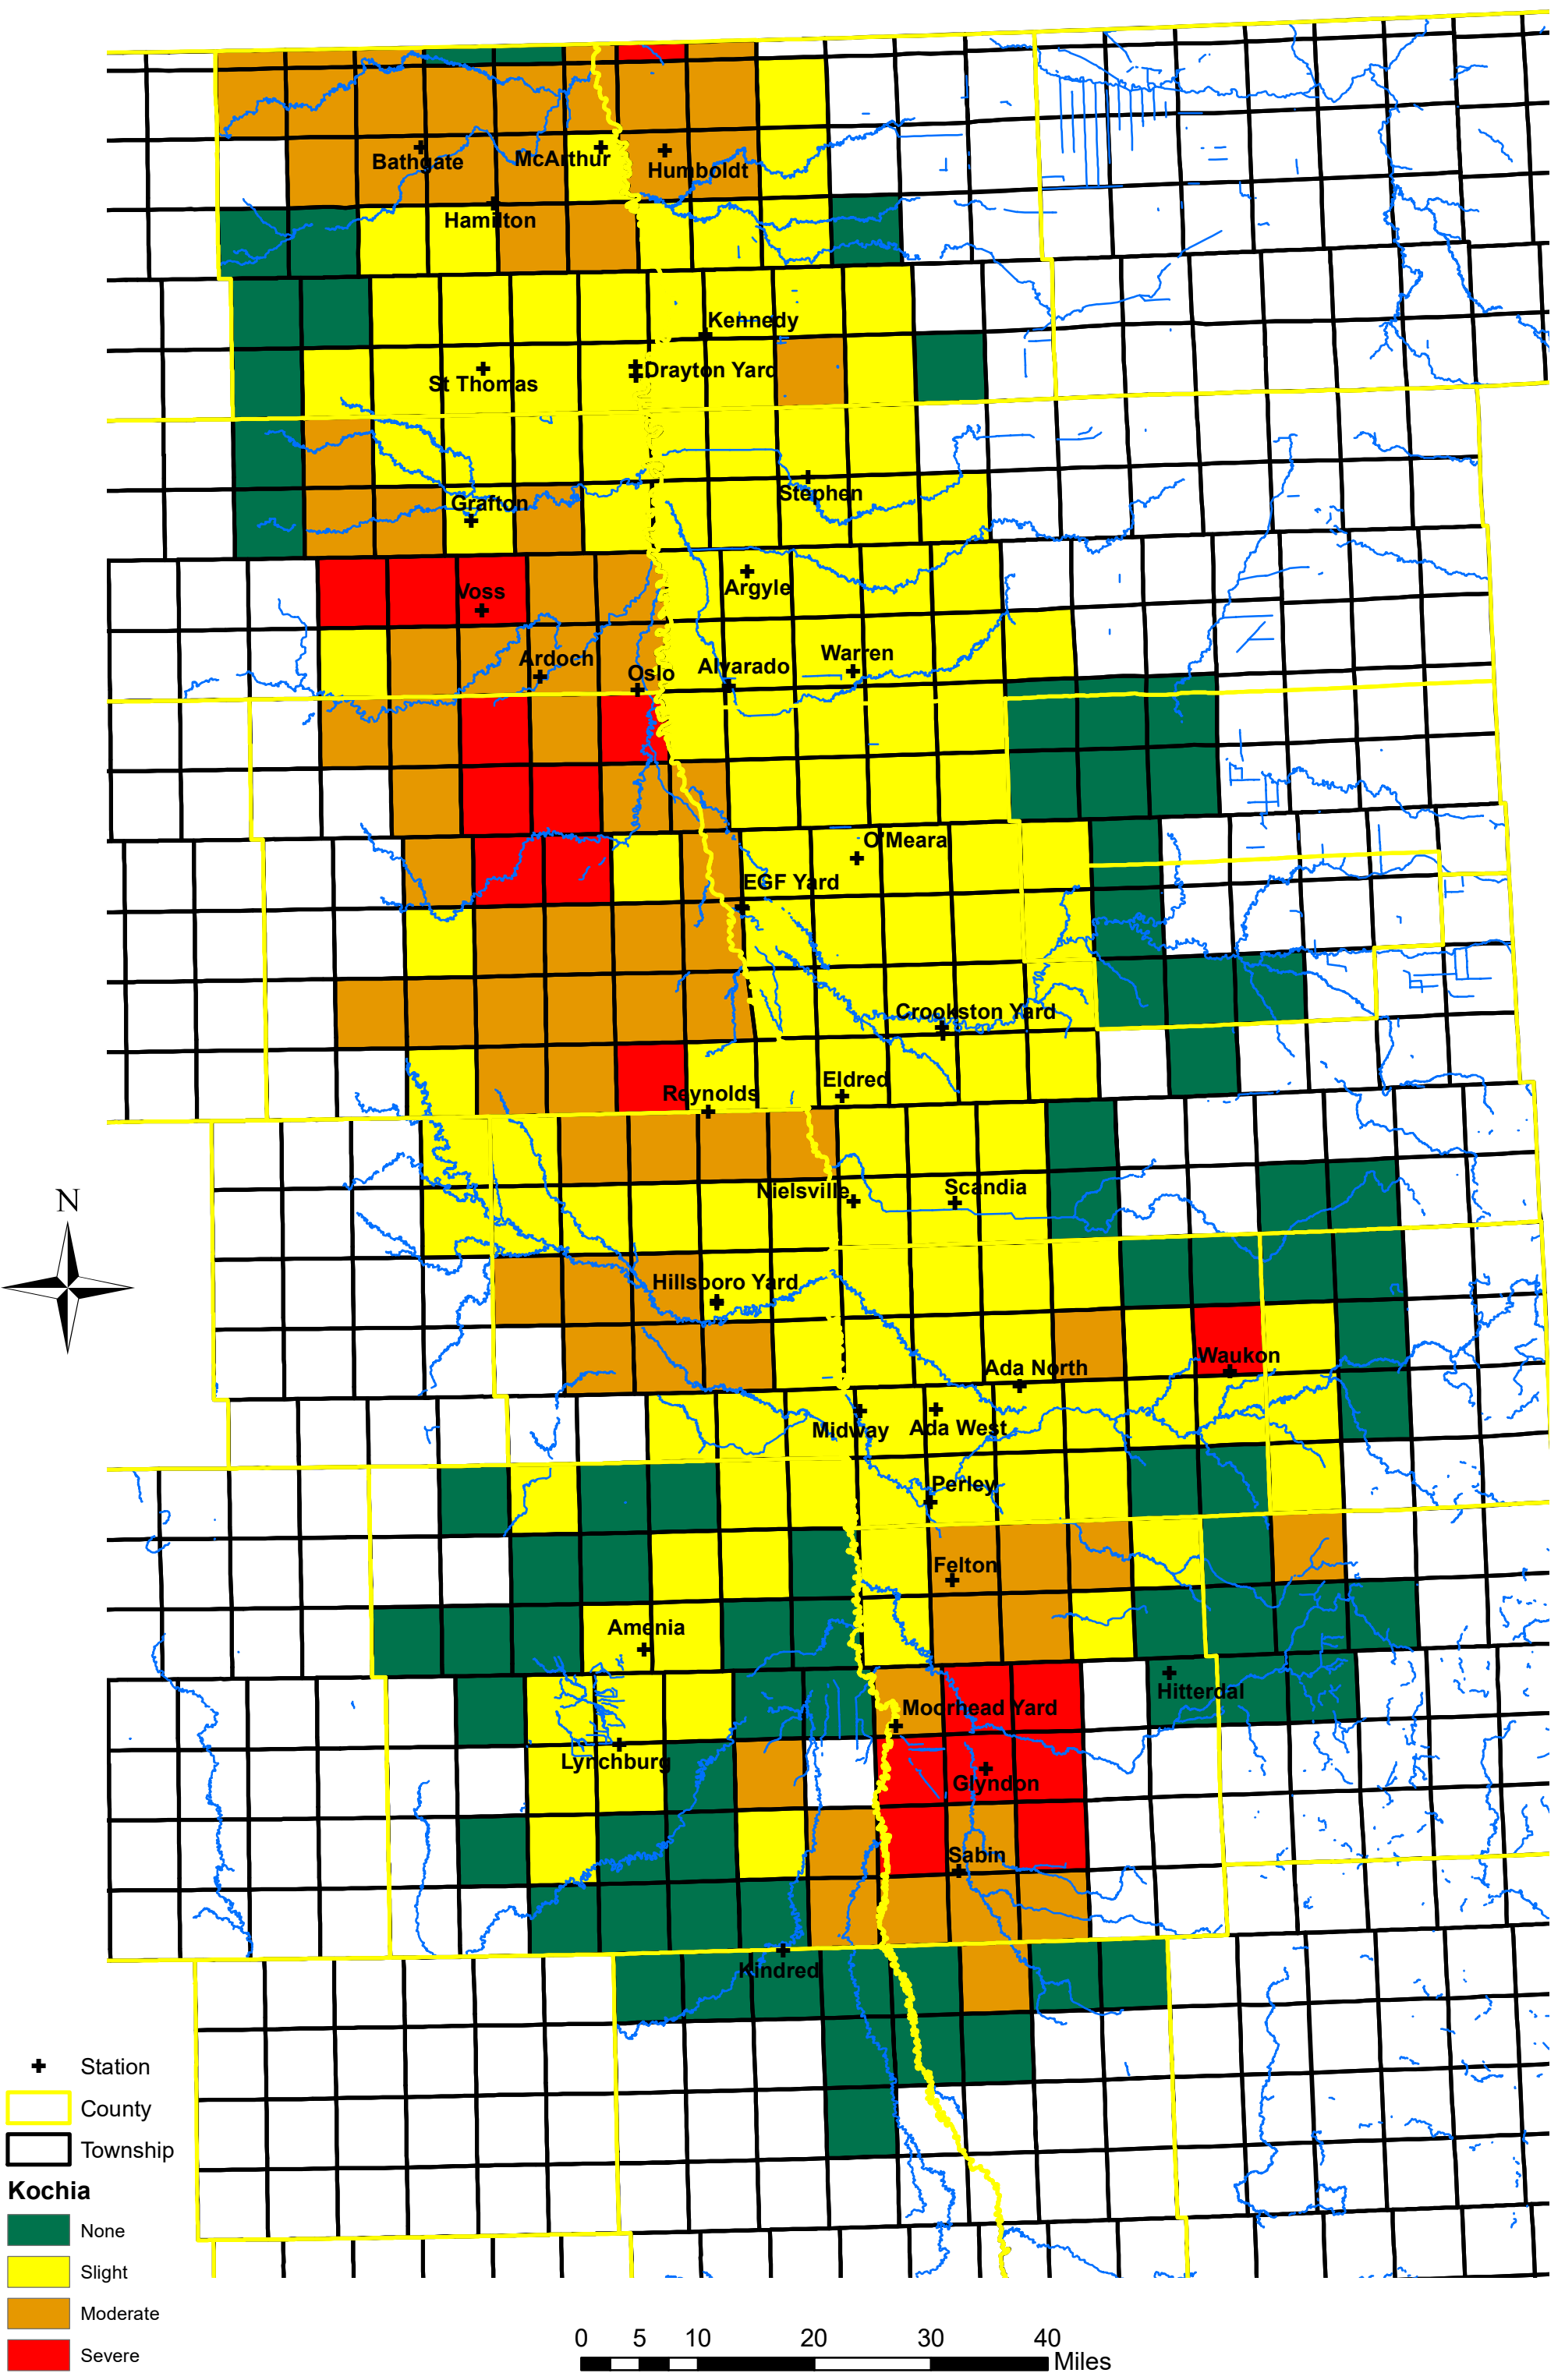 Bathgate
McArthur
Humboldt
Hamilton
Kennedy
Drayton Yard
St Thomas
Stephen
Grafton
Argyle
Voss
Ardoch
Oslo
Alvarado
Warren
O'Meara
EGF Yard
Crookston Yard
Reynolds
Eldred
Nielsville
Scandia
N
Hillsboro Yard
Waukon
Ada North
Midway
Ada West
Perley
Felton
Amenia
Hitterdal
Moorhead Yard
Lynchburg
Glyndon
Sabin
Kindred
Station
County
Township
Kochia
None
Slight
Moderate
Severe
0 5 10 20 30 40
Miles